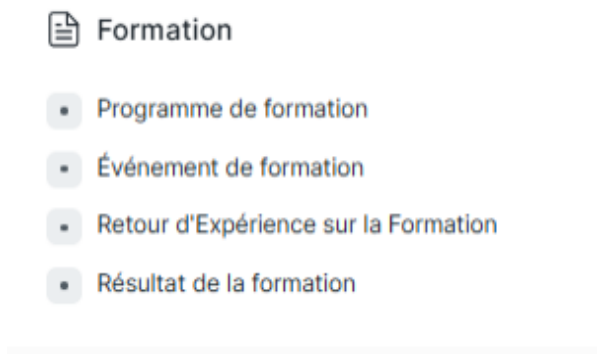 Formation
Programme de formation
Événement de formation
Retour d'Expérience sur la Formation
Résultat de la formation